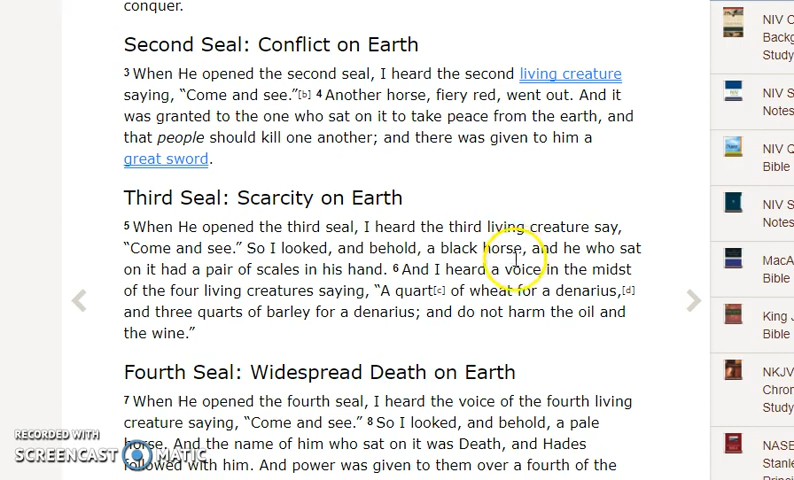 conquer.
Second Seal: Conflict on Earth
3 When He opened the second seal, I heard the second living creature
saying, “Come and see.”[b] 4 Another horse, fiery red, went out. And it
was granted to the one who sat on it to take peace from the earth, and
that people should kill one another; and there was given to him a
great sword.
Third Seal: Scarcity on Earth
5 When He opened the third seal, I heard the third living creature say,
“Come and see.” So I looked, and behold, a black horse, and he who sat
on it had a pair of scales in his hand. 6 And I heard a voice in the midst
of the four living creatures saying, “A quart[c] of wheat for a denarius,[d]
and three quarts of barley for a denarius; and do not harm the oil and
the wine.”
Fourth Seal: Widespread Death on Earth
7 When He opened the fourth seal, I heard the voice of the fourth living
creature saying, “Come and see.” 8 So I looked, and behold, a pale
horse. And the name of him who sat on it was Death, and Hades
followed with him. And power was given to them over a fourth of the
NIV C
Backg
Study
NIV S
Notes
NIV Q
Bible
NIV S
Notes
MacA
Bible
King J
Bible
NKJV
Chron
Study
NASB
Stanle
RECORDED WITH
SCREENCAST MATIC